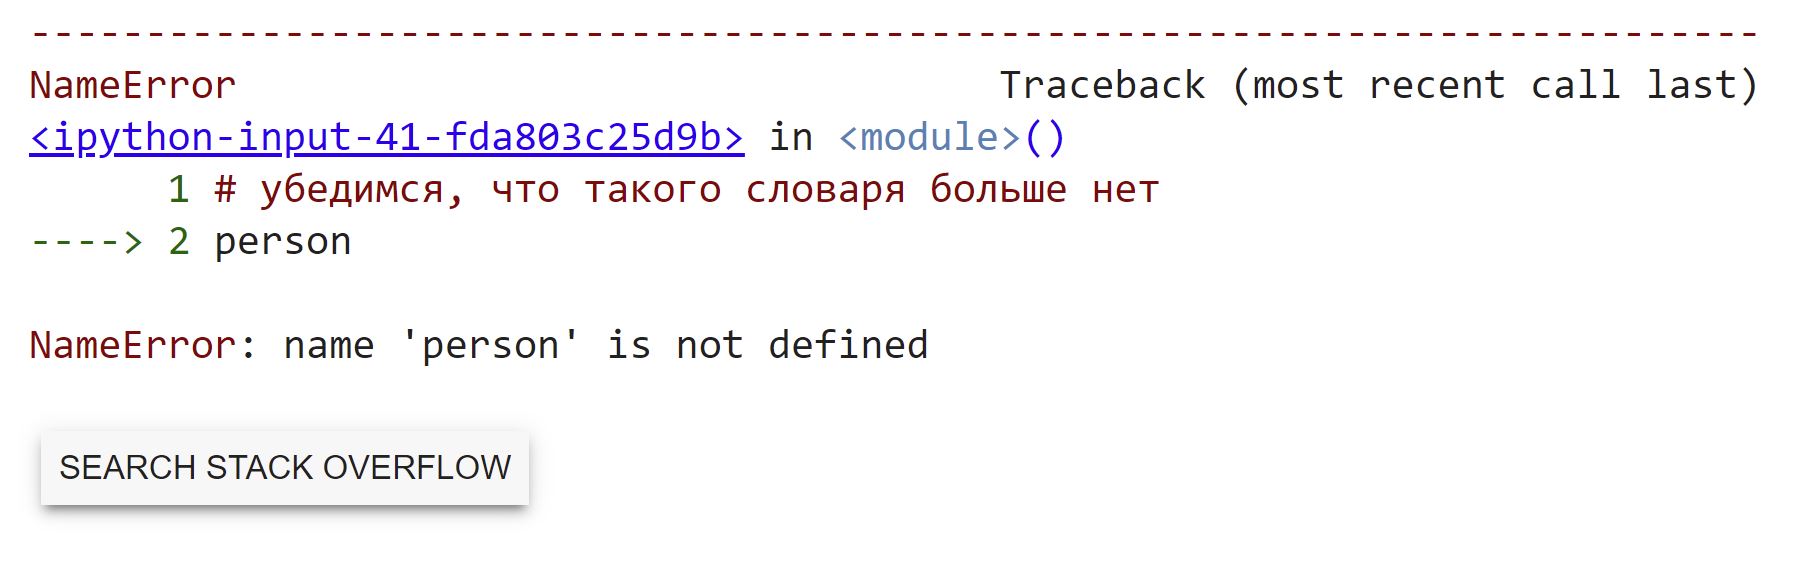 ---------------------------------------------------------------------------
NameError                                 Traceback (most recent call last)
<ipython-input-41-fda803c25d9b> in <module>()
      1 # убедимся, что такого словаря больше нет
----> 2 person

NameError: name 'person' is not defined
SEARCH STACK OVERFLOW